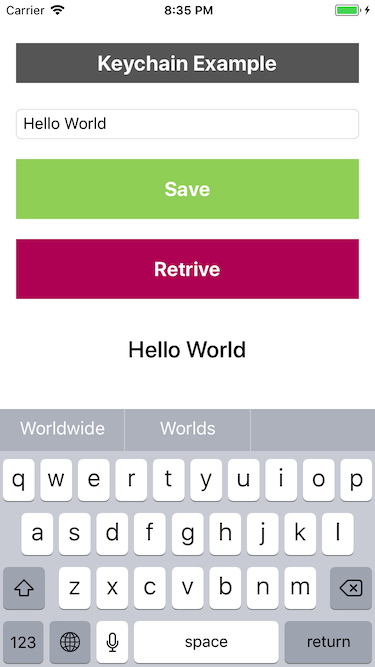 Carrier 8:35 PM
Keychain Example
Hello World
Save
Retrive
Hello World
Worldwide Worlds
q w e r t y u i o p
a s d f g h j k l
z x c v b n m
123 space return